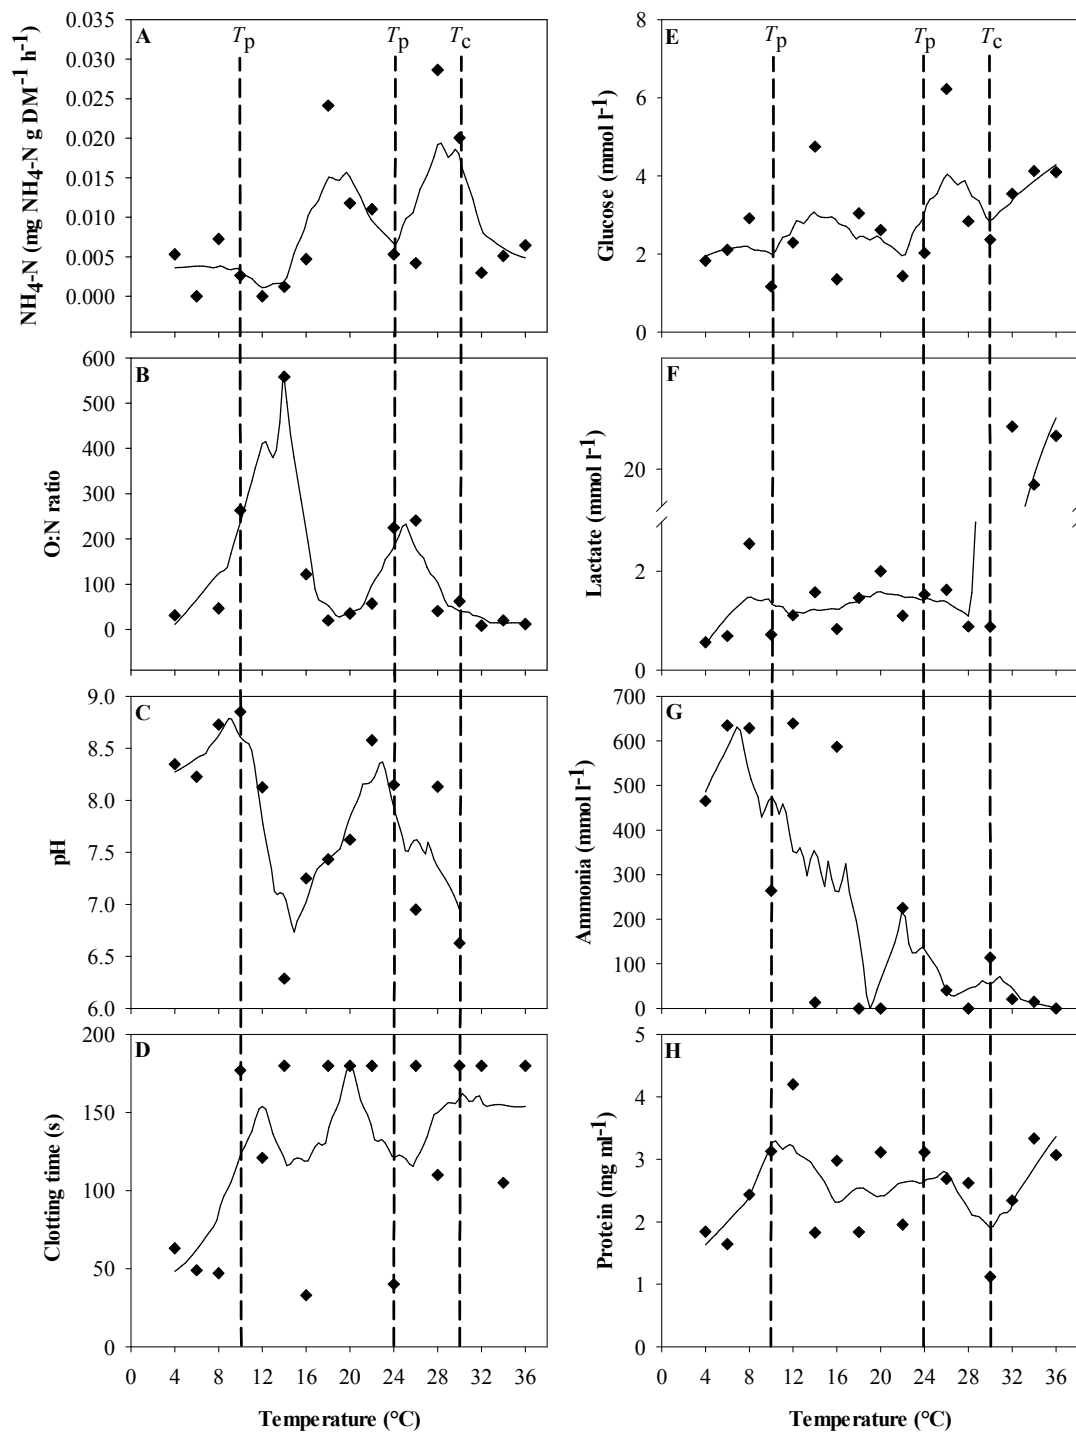 A
Tp
Tp
Tc
NH4-N (mg NH4-N g DM-1 h-1)
0.035
0.030
0.025
0.020
0.015
0.010
0.005
0.000
E
Tp
Tp
Tc
Glucose (mmol l-1)
8
6
4
2
0
B
O:N ratio
600
500
400
300
200
100
0
F
Lactate (mmol l-1)
20
2
0
C
pH
9.0
8.5
8.0
7.5
7.0
6.5
6.0
G
Ammonia (mmol l-1)
700
600
500
400
300
200
100
0
D
Clotting time (s)
200
150
100
50
0
0 4 8 12 16 20 24 28 32 36
Temperature (°C)
H
Protein (mg ml-1)
5
4
3
2
1
0
0 4 8 12 16 20 24 28 32 36
Temperature (°C)